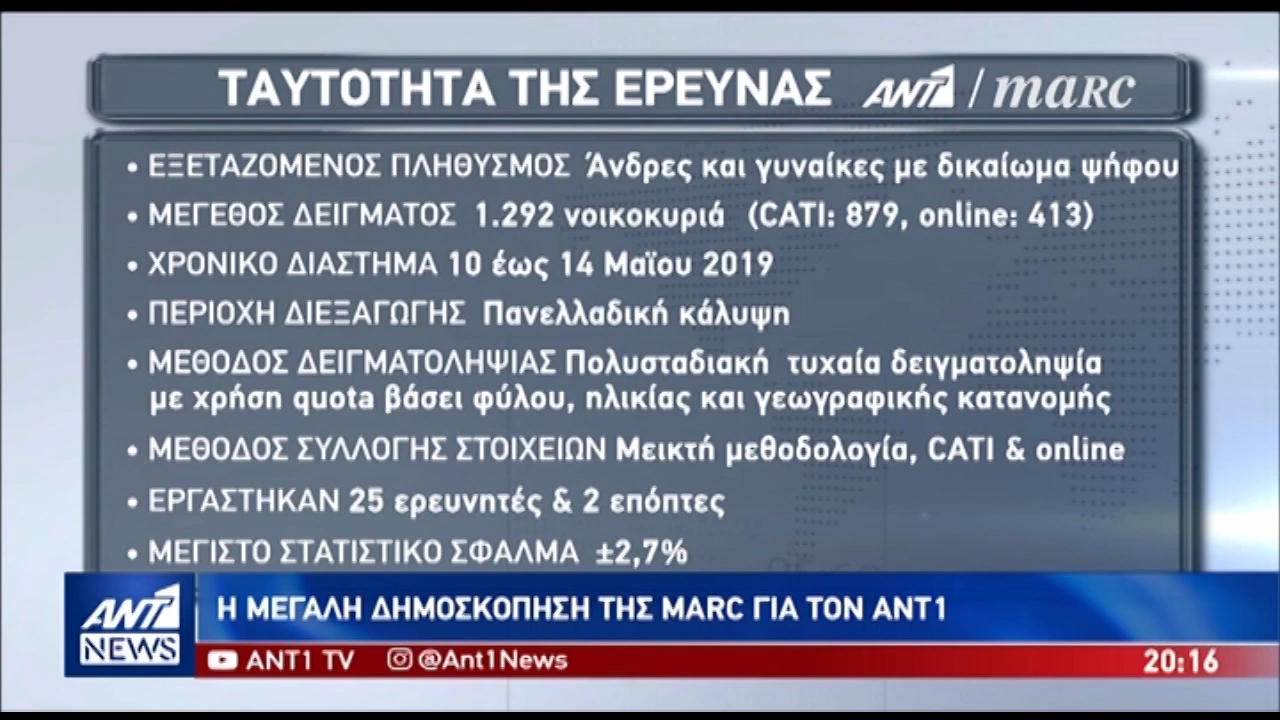 ΤΑΥΤΟΤΗΤΑ ΤΗΣ ΕΡΕΥΝΑΣ ΑΝΤ1 / maRc
• ΕΞΕΤΑΖΟΜΕΝΟΣ ΠΛΗΘΥΣΜΟΣ Άνδρες και γυναίκες με δικαίωμα ψήφου
• ΜΕΓΕΘΟΣ ΔΕΙΓΜΑΤΟΣ 1.292 νοικοκυριά (CATI: 879, online: 413)
• ΧΡΟΝΙΚΟ ΔΙΑΣΤΗΜΑ 10 έως 14 Μαΐου 2019
• ΠΕΡΙΟΧΗ ΔΙΕΞΑΓΩΓΗΣ Πανελλαδική κάλυψη
• ΜΕΘΟΔΟΣ ΔΕΙΓΜΑΤΟΛΗΨΙΑΣ Πολυσταδιακή τυχαία δειγματοληψία
με χρήση quota βάσει φύλου, ηλικίας και γεωγραφικής κατανομής
• ΜΕΘΟΔΟΣ ΣΥΛΛΟΓΗΣ ΣΤΟΙΧΕΙΩΝ Μεικτή μεθοδολογία, CATI & online
• ΕΡΓΑΣΤΗΚΑΝ 25 ερευνητές & 2 επόπτες
• ΜΕΓΙΣΤΟ ΣΤΑΤΙΣΤΙΚΟ ΣΦΑΛΜΑ ±2,7%
ANT1 NEWS
Η ΜΕΓΑΛΗ ΔΗΜΟΣΚΟΠΗΣΗ ΤΗΣ MARC ΓΙΑ ΤΟΝ ΑΝΤ1
ANT1 TV @Ant1News 20:16